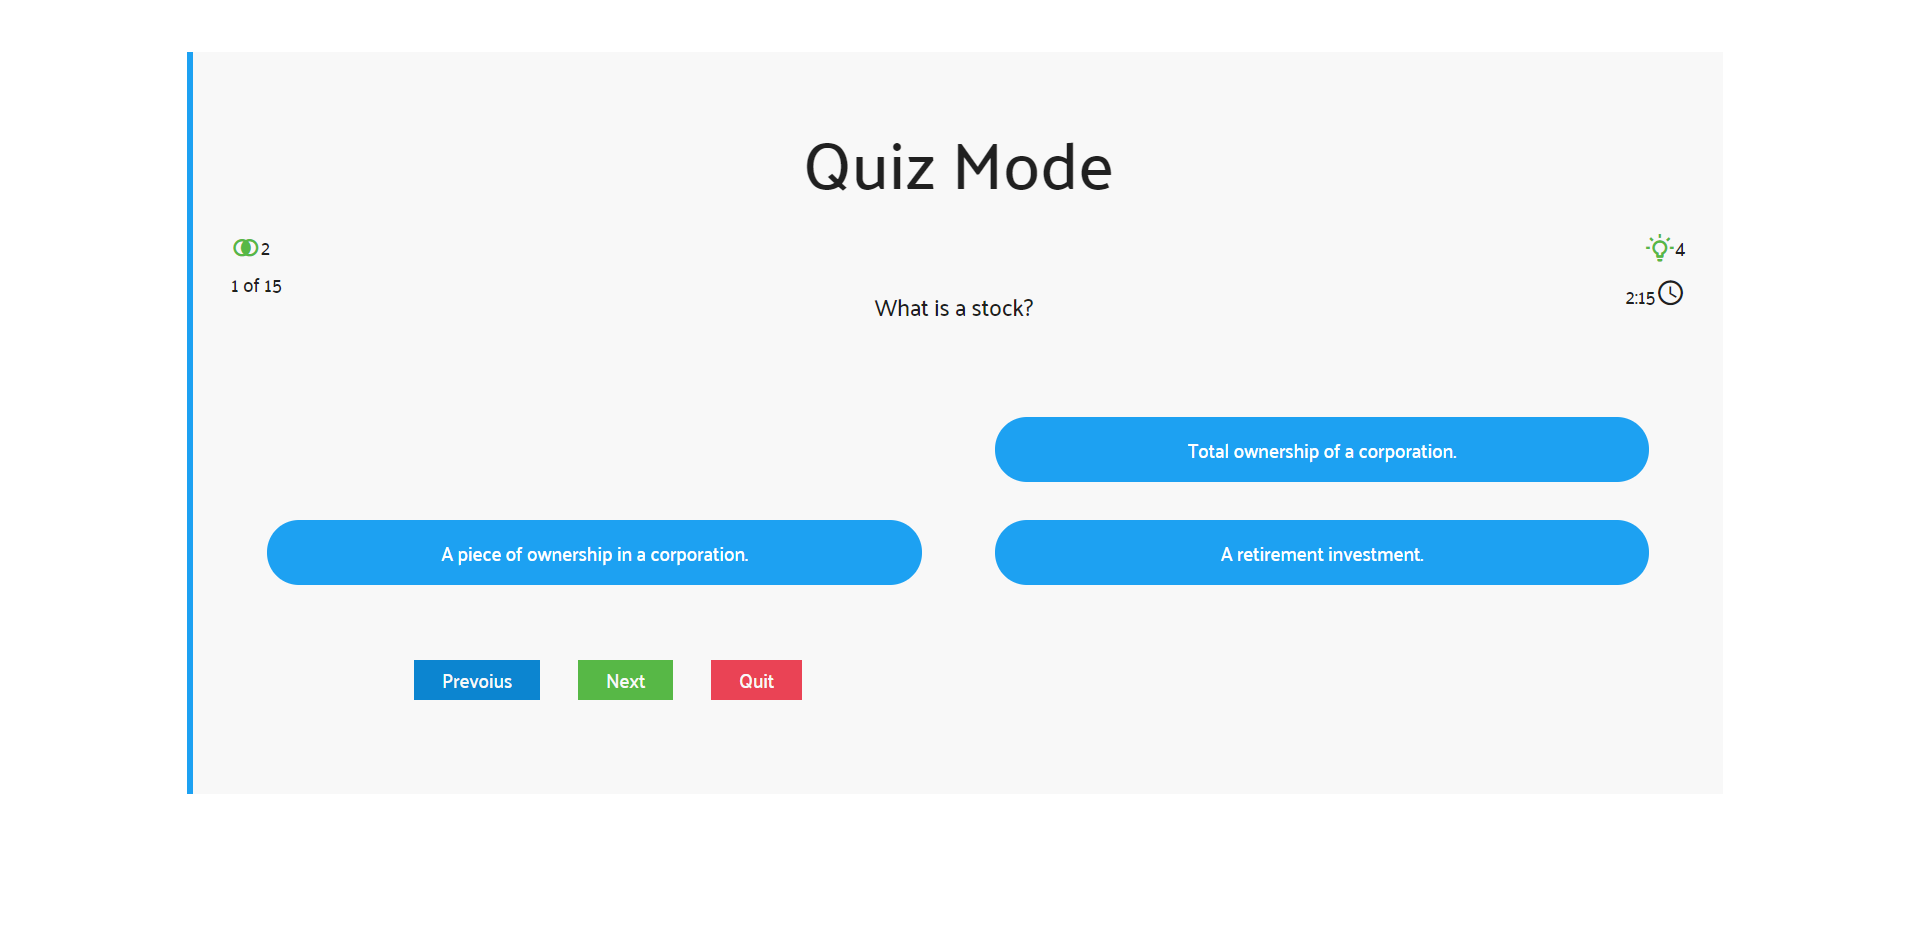 Quiz Mode
2
4
1 of 15
2:15
What is a stock?
Total ownership of a corporation.
A piece of ownership in a corporation.
A retirement investment.
Prevoius
Next
Quit